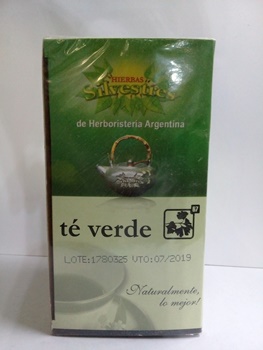 HIERBAS
Silvestres
de Herboristería Argentina
té verde
LOTE:1780325 VTO:07/2019
Naturalmente,
lo mejor!